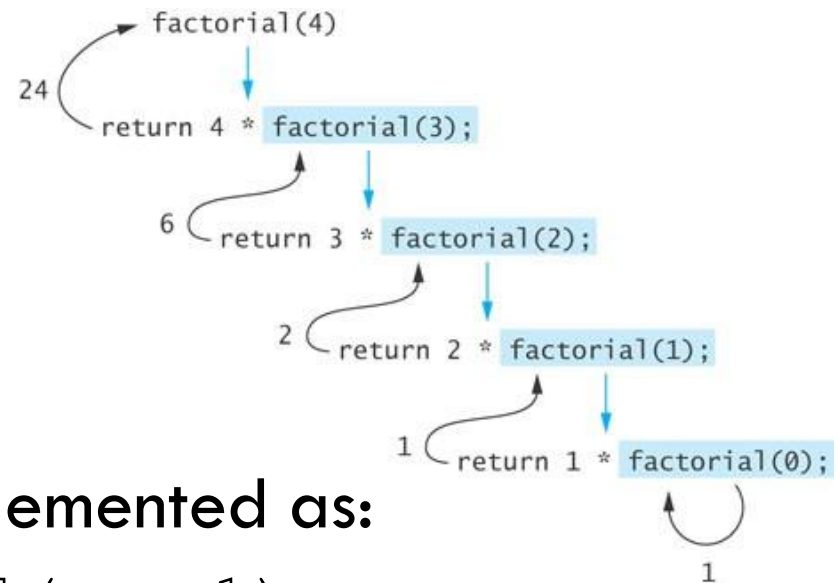 factorial(4)
24
return 4 * factorial(3);
6
return 3 * factorial(2);
2
return 2 * factorial(1);
1
return 1 * factorial(0);
1
emented as: